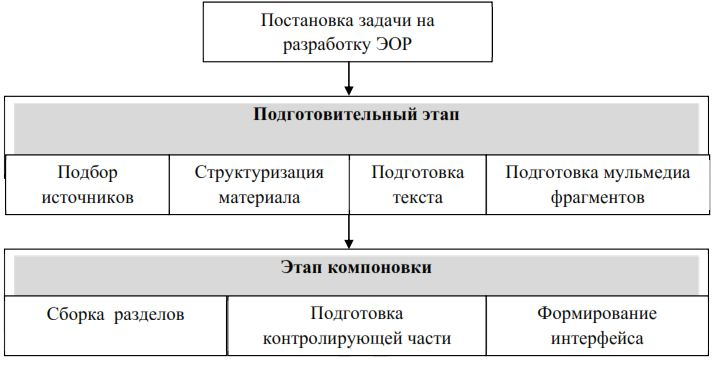 Постановка задачи на
разработку ЭОР
Подготовительный этап
Подбор
источников
Структуризация
материала
Подготовка
текста
Подготовка мульмедиа
фрагментов
Этап компоновки
Сборка разделов
Подготовка
контролирующей части
Формирование
интерфейса